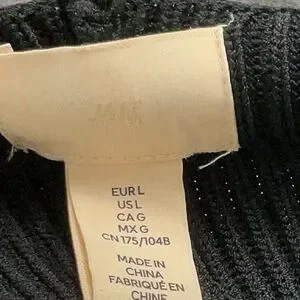 H&M
EUR L
US L
CA G
MX G
CN 175/104B
MADE IN
CHINA
FABRIQUÉ EN
CHINE